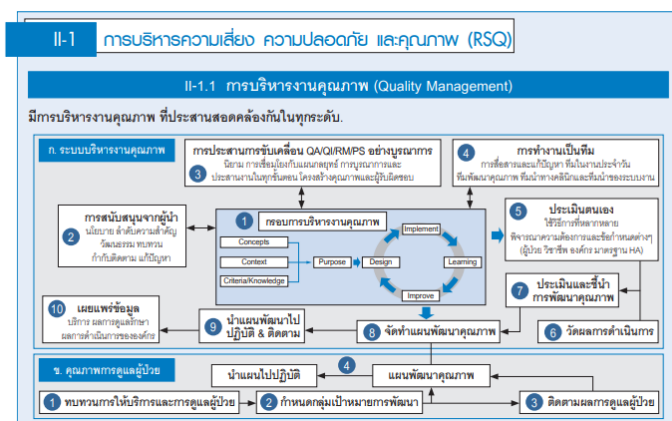 II-1 การบริหารความเสี่ยง ความปลอดภัย และคุณภาพ (RSQ)
II-1.1 การบริหารงานคุณภาพ (Quality Management)
มีการบริหารงานคุณภาพ ที่ประสานสอดคล้องกันในทุกระดับ.
ก. ระบบบริหารงานคุณภาพ
การประสานการขับเคลื่อน QA/QI/RM/PS อย่างบูรณาการ
3
นิยาม การเชื่อมโยงกับแผนกลยุทธ์ การบูรณาการและ
ประสานงานในทุกขั้นตอน โครงสร้างคุณภาพและผู้รับผิดชอบ
4
การทำงานเป็นทีม
การสื่อสารและแก้ปัญหา ทีมในงานประจำวัน
ทีมพัฒนาคุณภาพ ทีมนำทางคลินิกและทีมนำของระบบงาน
2
การสนับสนุนจากผู้นำ
นโยบาย ลำดับความสำคัญ
วัฒนธรรม ทบทวน
กำกับติดตาม แก้ปัญหา
1 กรอบการบริหารงานคุณภาพ
Concepts
Context
Criteria/Knowledge
Purpose
Design
Implement
Learning
Improve
5
ประเมินตนเอง
ใช้วิธีการที่หลากหลาย
พิจารณาความต้องการและข้อกำหนดต่างๆ
(ผู้ป่วย วิชาชีพ องค์กร มาตรฐาน HA)
7
ประเมินและชี้นำ
การพัฒนาคุณภาพ
6 วัดผลการดำเนินการ
8 จัดทำแผนพัฒนาคุณภาพ
9
นำแผนพัฒนาไป
ปฏิบัติ & ติดตาม
10
เผยแพร่ข้อมูล
บริการ ผลการดูแลรักษา
ผลการดำเนินการขององค์กร
ข. คุณภาพการดูแลผู้ป่วย
นำแผนไปปฏิบัติ
4
แผนพัฒนาคุณภาพ
1 ทบทวนการให้บริการและการดูแลผู้ป่วย
2 กำหนดกลุ่มเป้าหมายการพัฒนา
3 ติดตามผลการดูแลผู้ป่วย